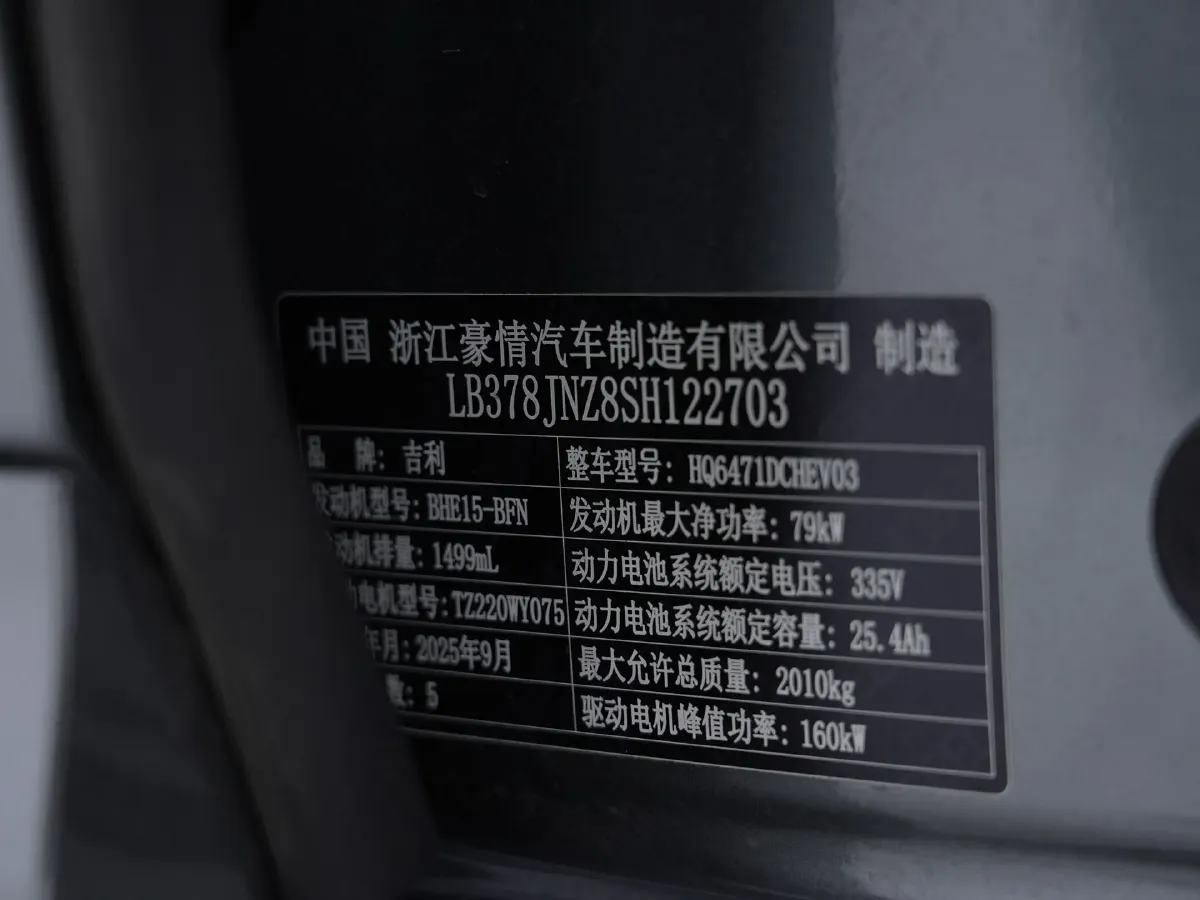 中国 浙江豪情汽车制造有限公司 制造
LB378JNZ8SH122703
品 牌: 吉利 整车型号: HQ6471DCHEV03
发动机型号: BHE15-BFN 发动机最大净功率: 79kW
动机排量: 1499mL 动力电池系统额定电压: 335V
电机型号: TZ220WY075 动力电池系统额定容量: 25.4Ah
年月: 2025年9月 最大允许总质量: 2010kg
数: 5 驱动电机峰值功率: 160kW